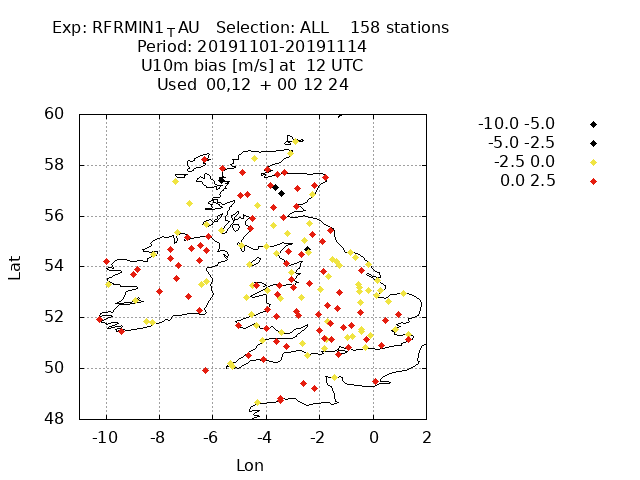 Exp: RFRMIN1TAU Selection: ALL 158 stations
Period: 20191101-20191114
U10m bias [m/s] at 12 UTC
Used 00,12 + 00 12 24
-10.0 -5.0
-5.0 -2.5
-2.5 0.0
0.0 2.5
60
58
56
54
52
50
48
Lat
-10 -8 -6 -4 -2 0 2
Lon